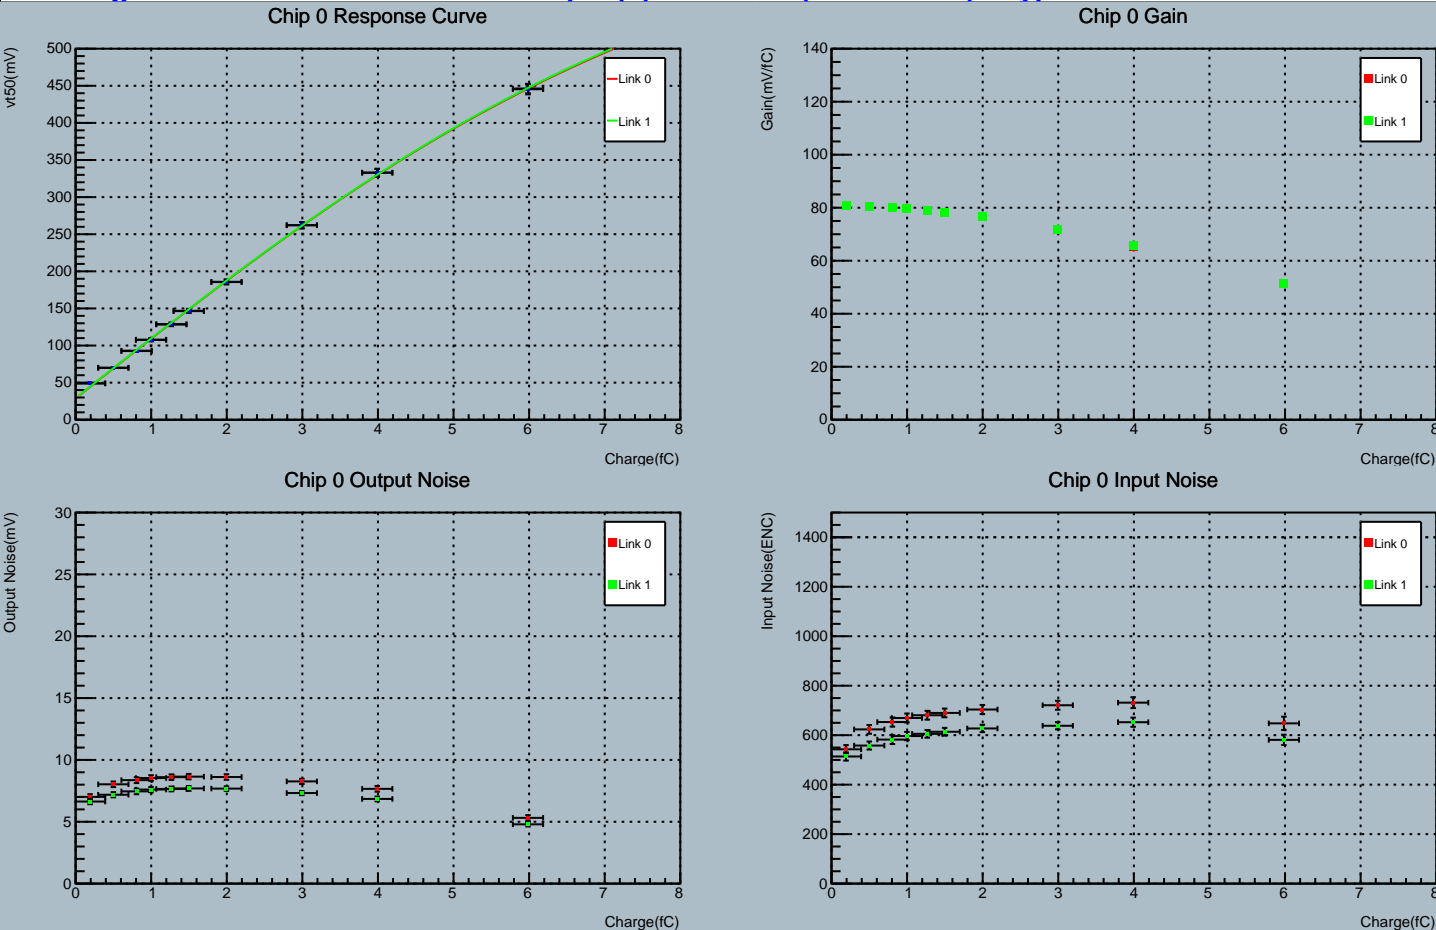 Chip 0 Response Curve
vt50(mV)
500
450
400
350
300
250
200
150
100
50
0
0 1 2 3 4 5 6 7 8
Charge(fC)
Link 0
Link 1
Chip 0 Gain
Gain(mV/fC)
140
120
100
80
60
40
20
0
0 1 2 3 4 5 6 7 8
Charge(fC)
Link 0
Link 1
Chip 0 Output Noise
Output Noise(mV)
30
25
20
15
10
5
0
0 1 2 3 4 5 6 7 8
Charge(fC)
Link 0
Link 1
Chip 0 Input Noise
Input Noise(ENC)
1400
1200
1000
800
600
400
200
0
0 1 2 3 4 5 6 7 8
Charge(fC)
Link 0
Link 1